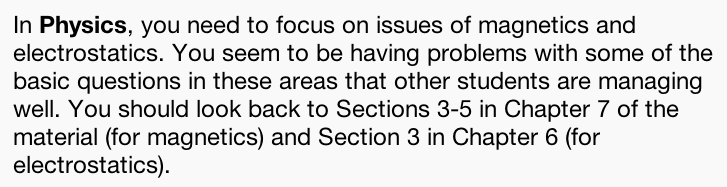 In Physics, you need to focus on issues of magnetics and
electrostatics. You seem to be having problems with some of the
basic questions in these areas that other students are managing
well. You should look back to Sections 3-5 in Chapter 7 of the
material (for magnetics) and Section 3 in Chapter 6 (for
electrostatics).